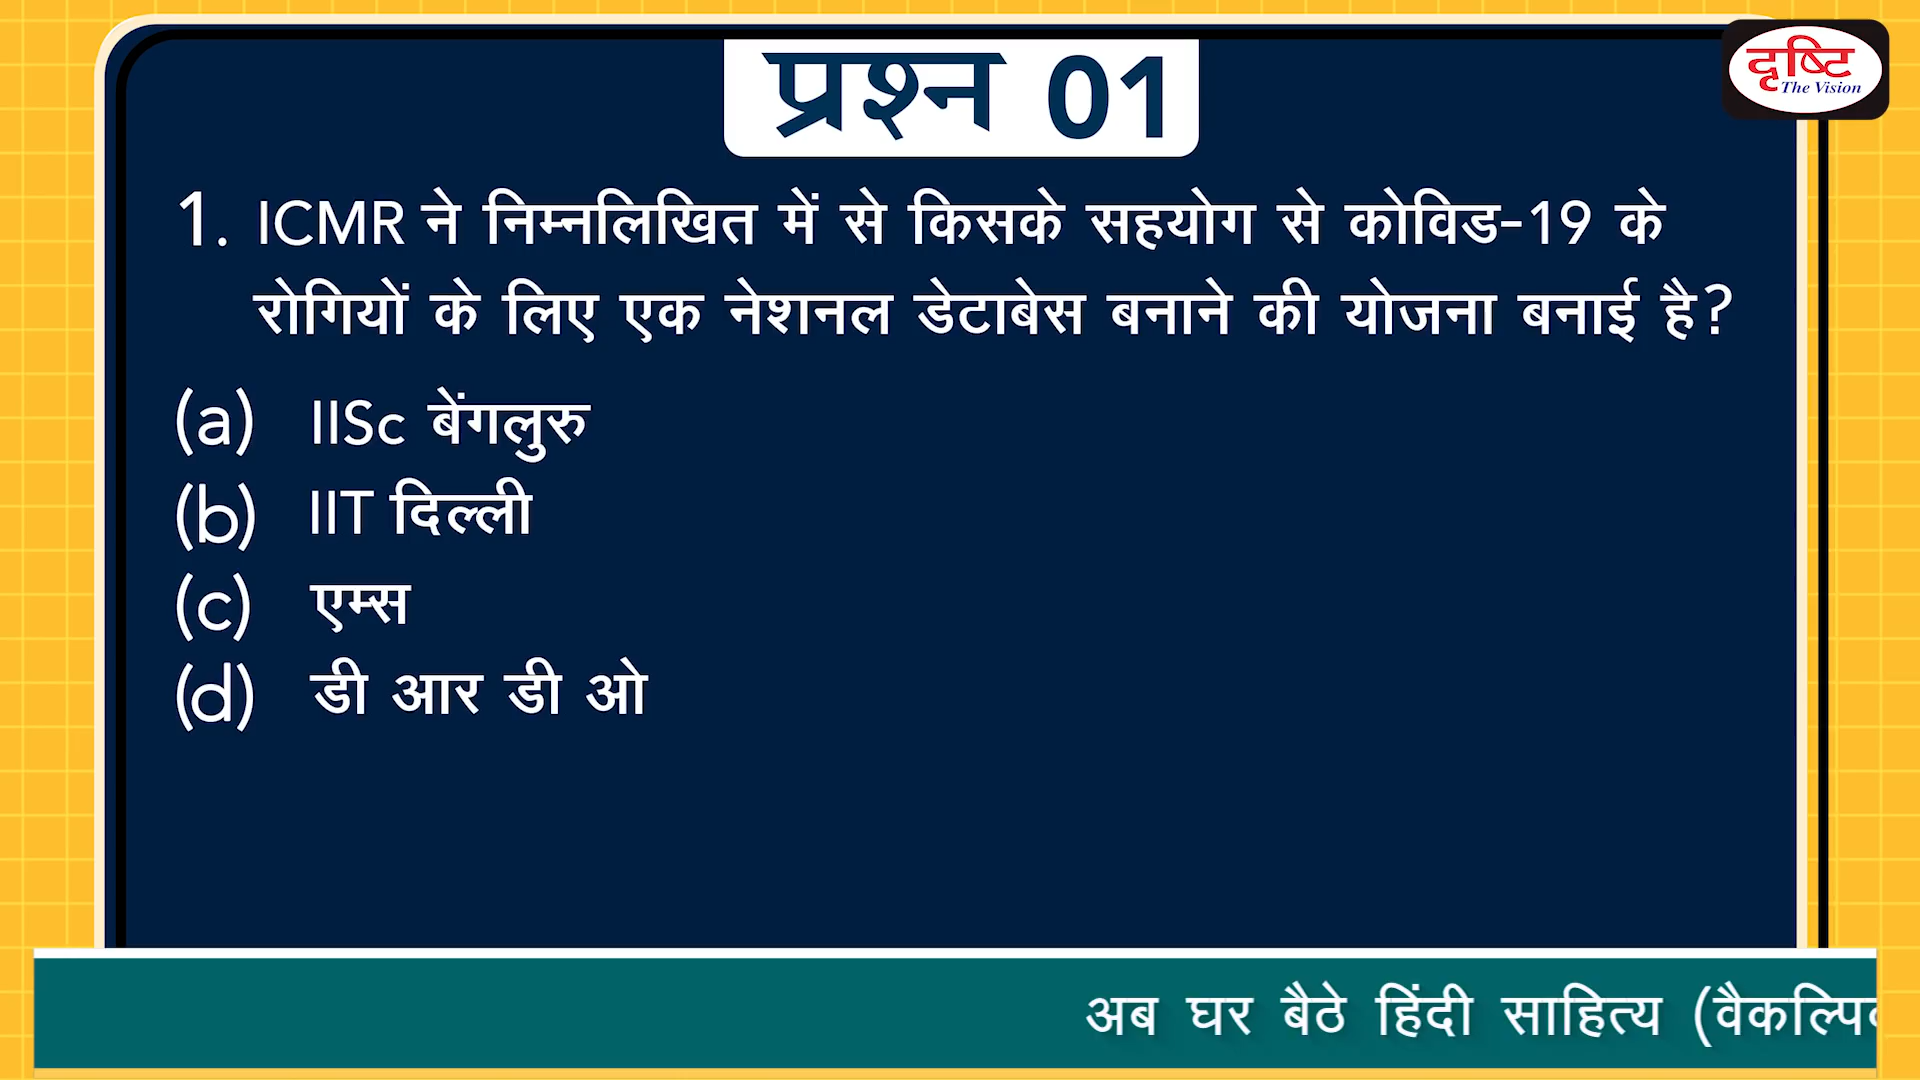 प्रश्न 01
दृष्टि
The Vision
1. ICMR ने निम्नलिखित में से किसके सहयोग से कोविड-19 के
रोगियों के लिए एक नेशनल डेटाबेस बनाने की योजना बनाई है?
(a) IISc बेंगलुरु
(b) IIT दिल्ली
(c) एम्स
(d) डी आर डी ओ
अब घर बैठे हिंदी साहित्य